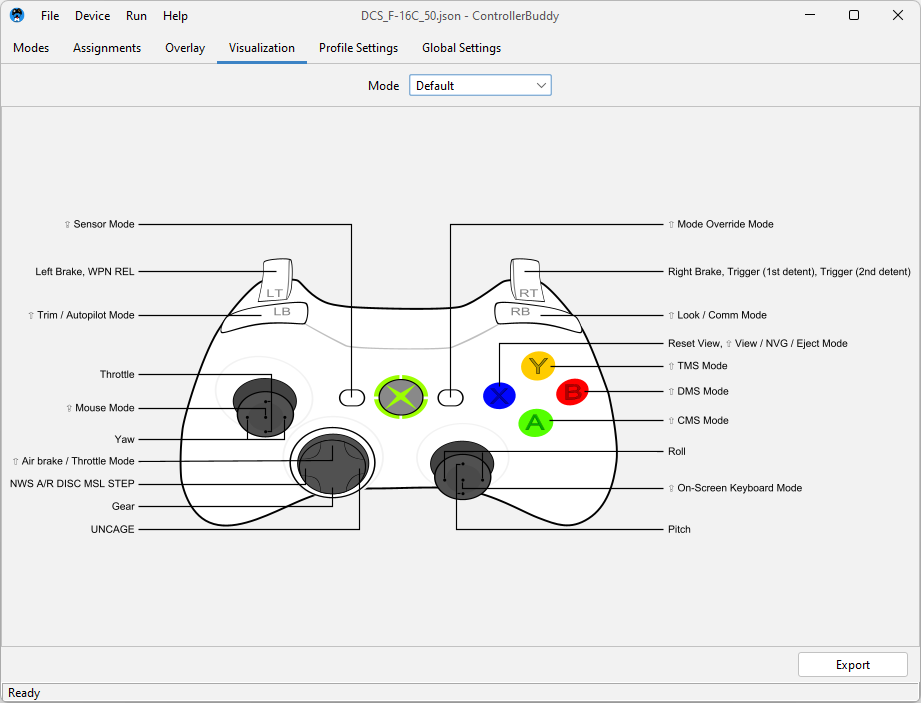 DCS_F-16C_50.json - ControllerBuddy
File Device Run Help
Modes Assignments Overlay Visualization Profile Settings Global Settings
Mode Default
⇧ Sensor Mode
⇧ Mode Override Mode
Left Brake, WPN REL
Right Brake, Trigger (1st detent), Trigger (2nd detent)
LT
RT
⇧ Trim / Autopilot Mode
LB
RB
⇧ Look / Comm Mode
Reset View, ⇧ View / NVG / Eject Mode
Y
⇧ TMS Mode
Throttle
X
B
⇧ DMS Mode
⇧ Mouse Mode
A
⇧ CMS Mode
Yaw
Roll
⇧ Air brake / Throttle Mode
NWS A/R DISC MSL STEP
⇧ On-Screen Keyboard Mode
Gear
UNCAGE
Pitch
Export
Ready